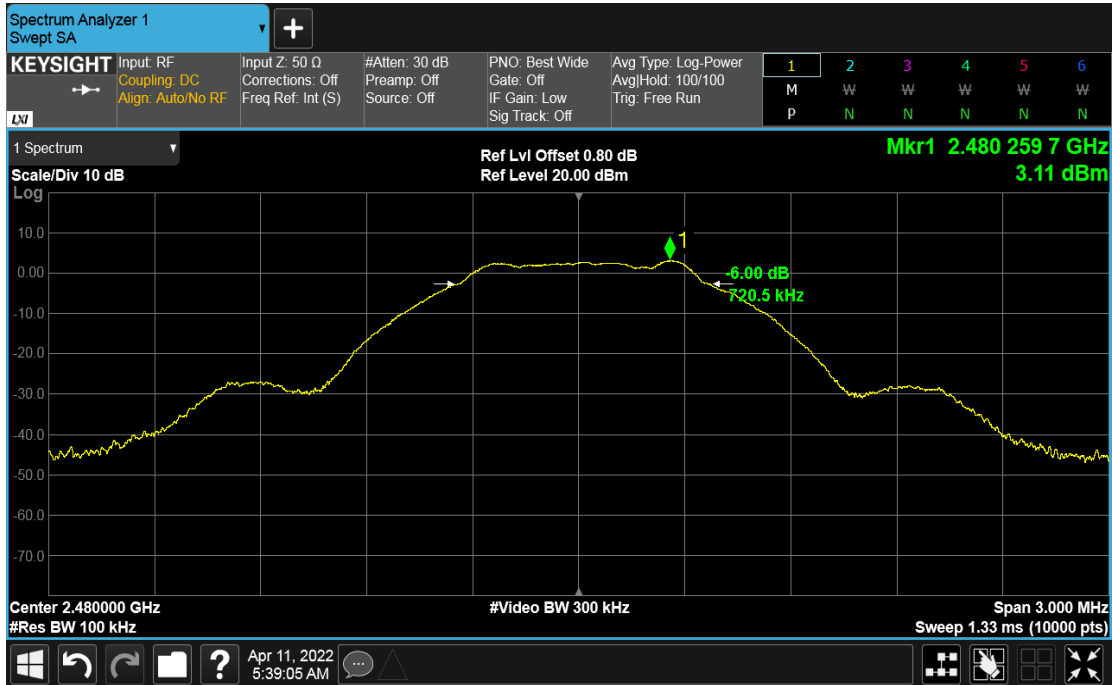 Spectrum Analyzer 1
Swept SA
KEYSIGHT
LXI
Input: RF
Coupling: DC
Align: Auto/No RF
Input Z: 50 Ω
Corrections: Off
Freq Ref: Int (S)
#Atten: 30 dB
Preamp: Off
Source: Off
PNO: Best Wide
Gate: Off
IF Gain: Low
Sig Track: Off
Avg Type: Log-Power
Avg|Hold: 100/100
Trig: Free Run
1 2 3 4 5 6
M W W W W W
P N N N N N
1 Spectrum
Scale/Div 10 dB
Log
Ref Lvl Offset 0.80 dB
Ref Level 20.00 dBm
Mkr1 2.480 259 7 GHz
3.11 dBm
10.0
1
0.00
-6.00 dB
720.5 kHz
-10.0
-20.0
-30.0
-40.0
-50.0
-60.0
-70.0
Center 2.480000 GHz
#Video BW 300 kHz
Span 3.000 MHz
#Res BW 100 kHz
Sweep 1.33 ms (10000 pts)
?
Apr 11, 2022
5:39:05 AM